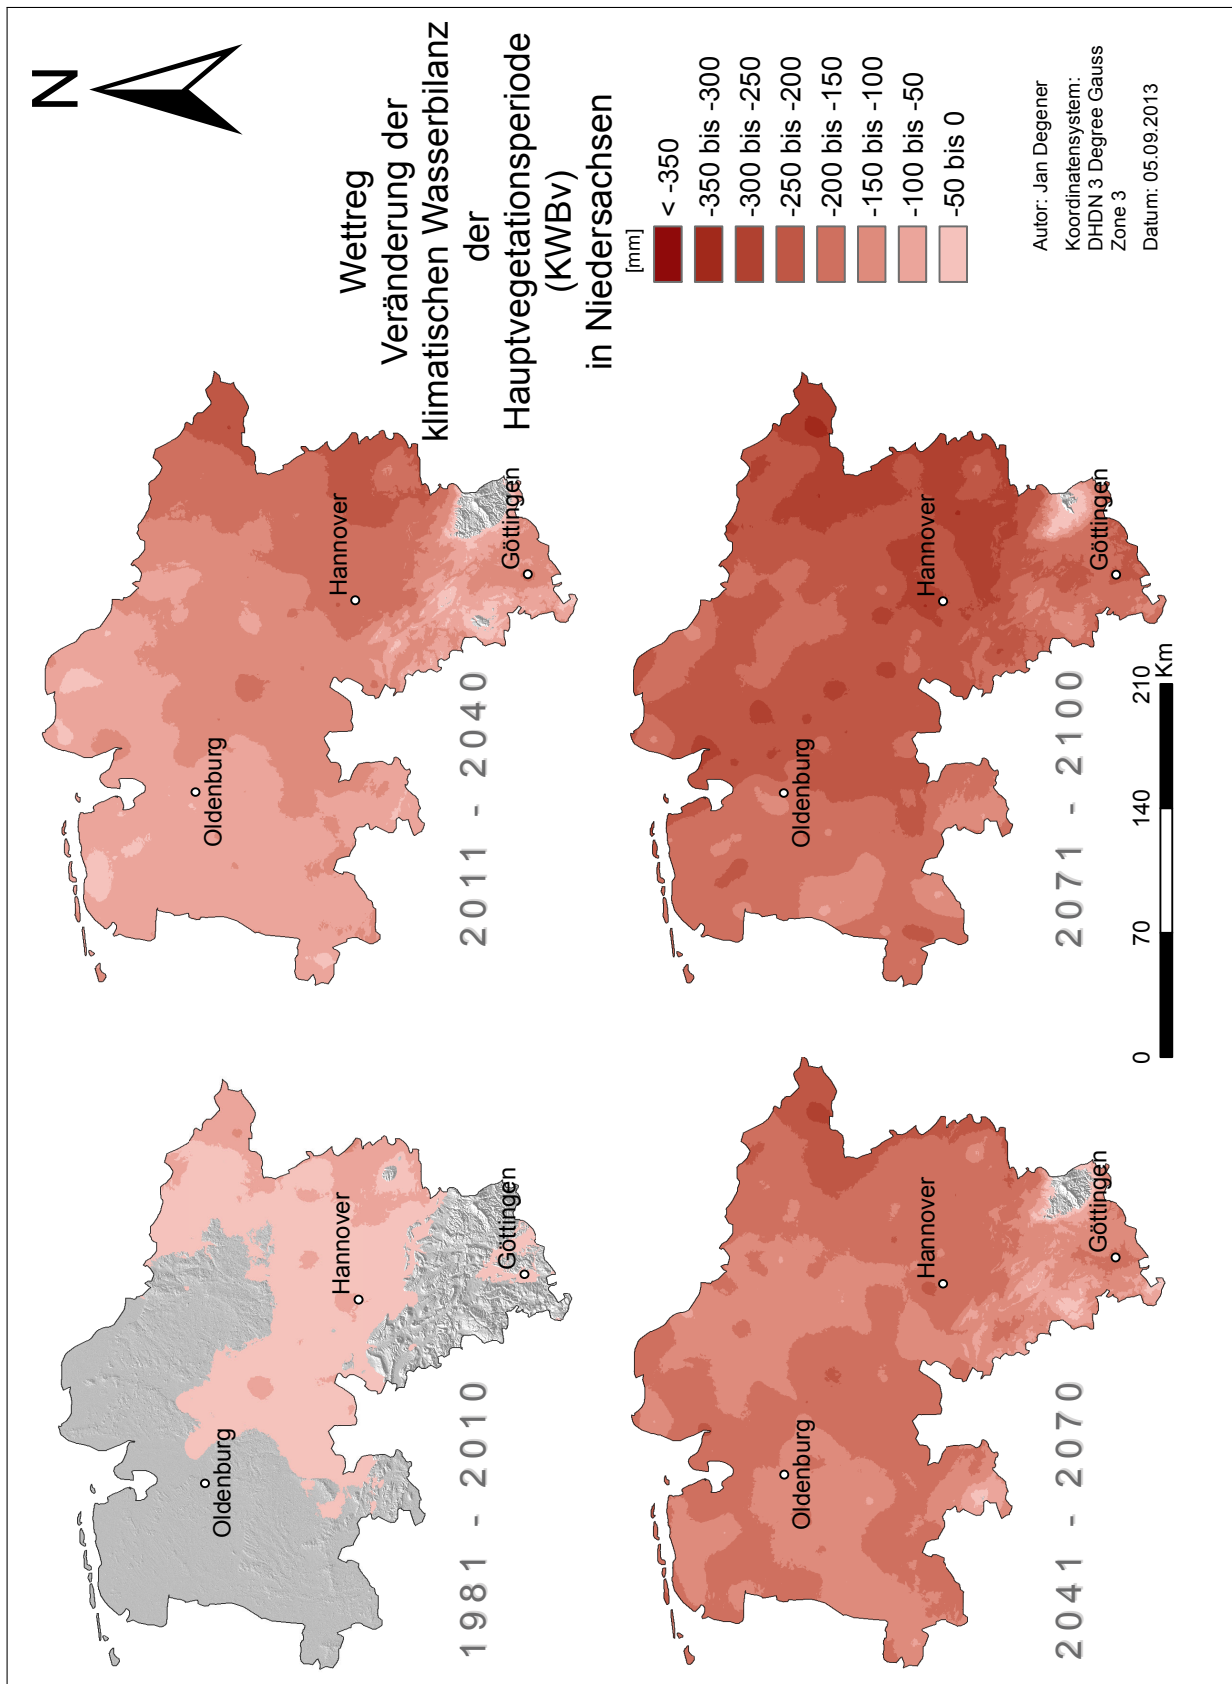 N
Wettreg
Veränderung der
klimatischen Wasserbilanz
der
Hauptvegetationsperiode
(KWBv)
in Niedersachsen
[mm]
< -350
-350 bis -300
-300 bis -250
-250 bis -200
-200 bis -150
-150 bis -100
-100 bis -50
-50 bis 0
Autor: Jan Degener
Koordinatensystem:
DHDN 3 Degree Gauss
Zone 3
Datum: 05.09.2013
Oldenburg
Hannover
Göttingen
1981 - 2010
Oldenburg
Hannover
Göttingen
2011 - 2040
Oldenburg
Hannover
Göttingen
2041 - 2070
Oldenburg
Hannover
Göttingen
2071 - 2100
0 70 140 210
Km